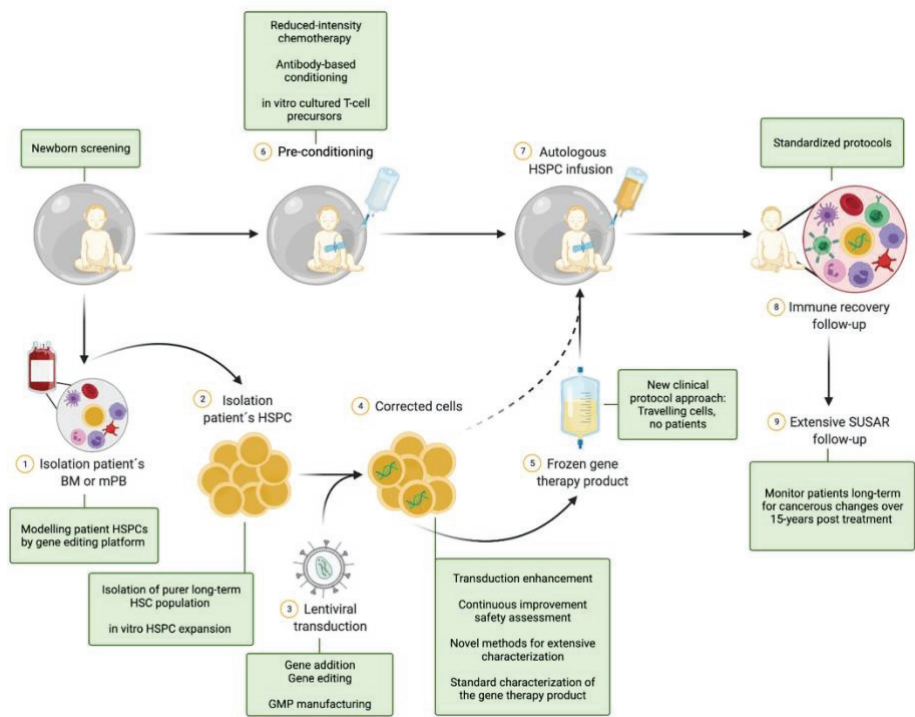 Reduced-intensity
chemotherapy
Antibody-based
conditioning
in vitro cultured T-cell
precursors
Newborn screening
6 Pre-conditioning
7 Autologous
HSPC infusion
Standardized protocols
8 Immune recovery
follow-up
1 Isolation patient´s
BM or mPB
Modelling patient HSPCs
by gene editing platform
2 Isolation
patient´s HSPC
Isolation of purer long-term
HSC population
in vitro HSPC expansion
3 Lentiviral
transduction
Gene addition
Gene editing
GMP manufacturing
4 Corrected cells
Transduction enhancement
Continuous improvement
safety assessment
Novel methods for extensive
characterization
Standard characterization of
the gene therapy product
5 Frozen gene
therapy product
New clinical
protocol approach:
Travelling cells,
no patients
9 Extensive SUSAR
follow-up
Monitor patients long-term
for cancerous changes over
15-years post treatment